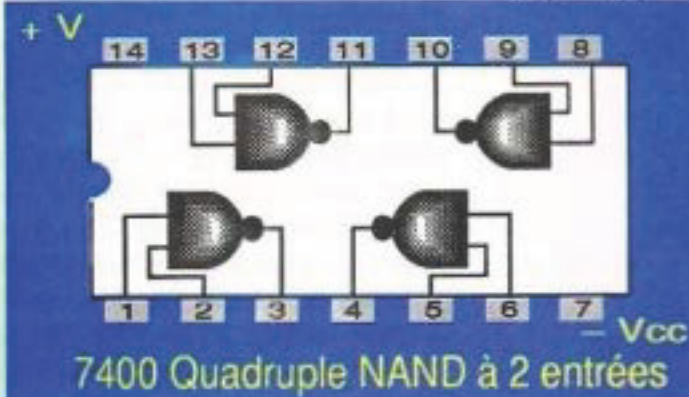 + V
14 13 12 11 10 9 8
1 2 3 4 5 6 7
– Vcc
7400 Quadruple NAND à 2 entrées